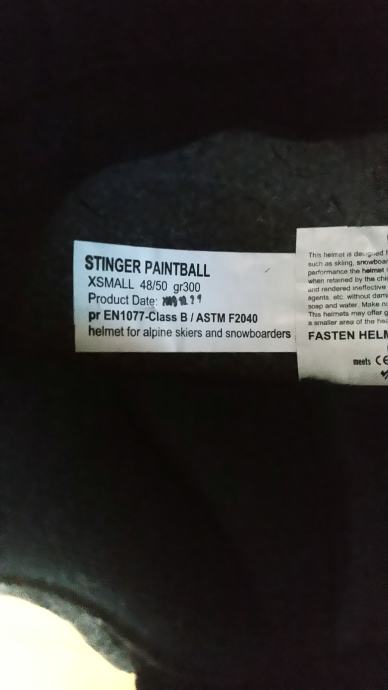 STINGER PAINTBALL
XSMALL 48/50 gr300
Product Date:
pr EN1077-Class B / ASTM F2040
helmet for alpine skiers and snowboarders
This helmet is designed
such as skiing, snowboar
performance the helmet
when retained by the chi
and rendered ineffective
agents, etc. without dam
soap and water. Make n
This helmets may offer g
a smaller area of the hea
FASTEN HELM
meets CE